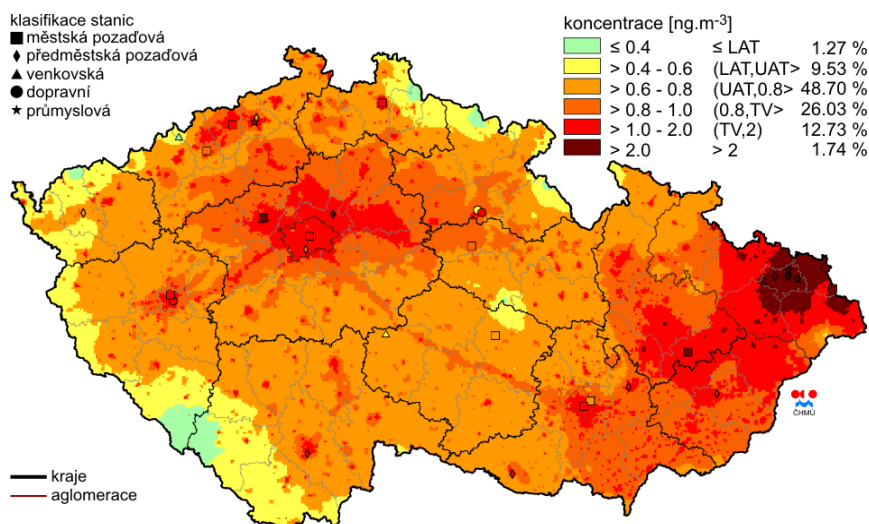 klasifikace stanic
městská pozaďová
předměstská pozaďová
venkovská
dopravní
průmyslová
koncentrace [ng.m-3]
≤ 0.4 ≤ LAT 1.27 %
> 0.4 - 0.6 (LAT,UAT> 9.53 %
> 0.6 - 0.8 (UAT,0.8> 48.70 %
> 0.8 - 1.0 (0.8,TV> 26.03 %
> 1.0 - 2.0 (TV,2) 12.73 %
> 2.0 > 2 1.74 %
ČHMÚ
kraje
aglomerace